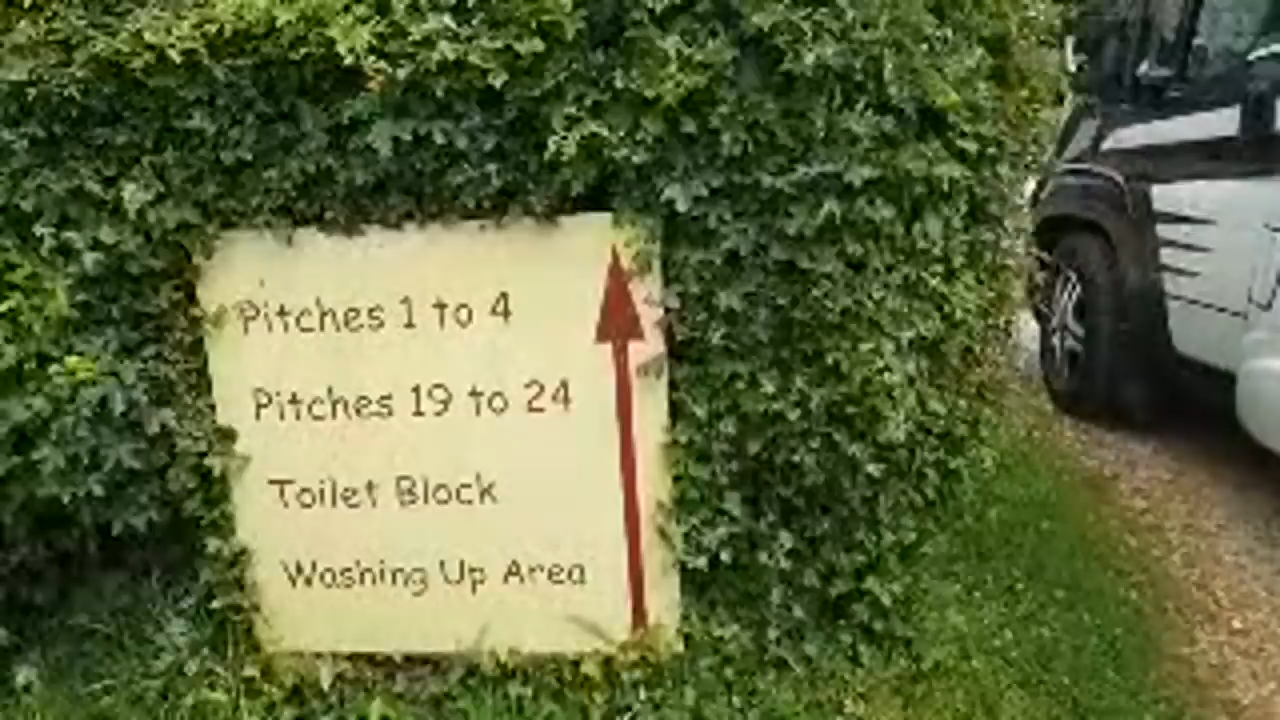 Pitches 1 to 4
Pitches 19 to 24
Toilet Block
Washing Up Area